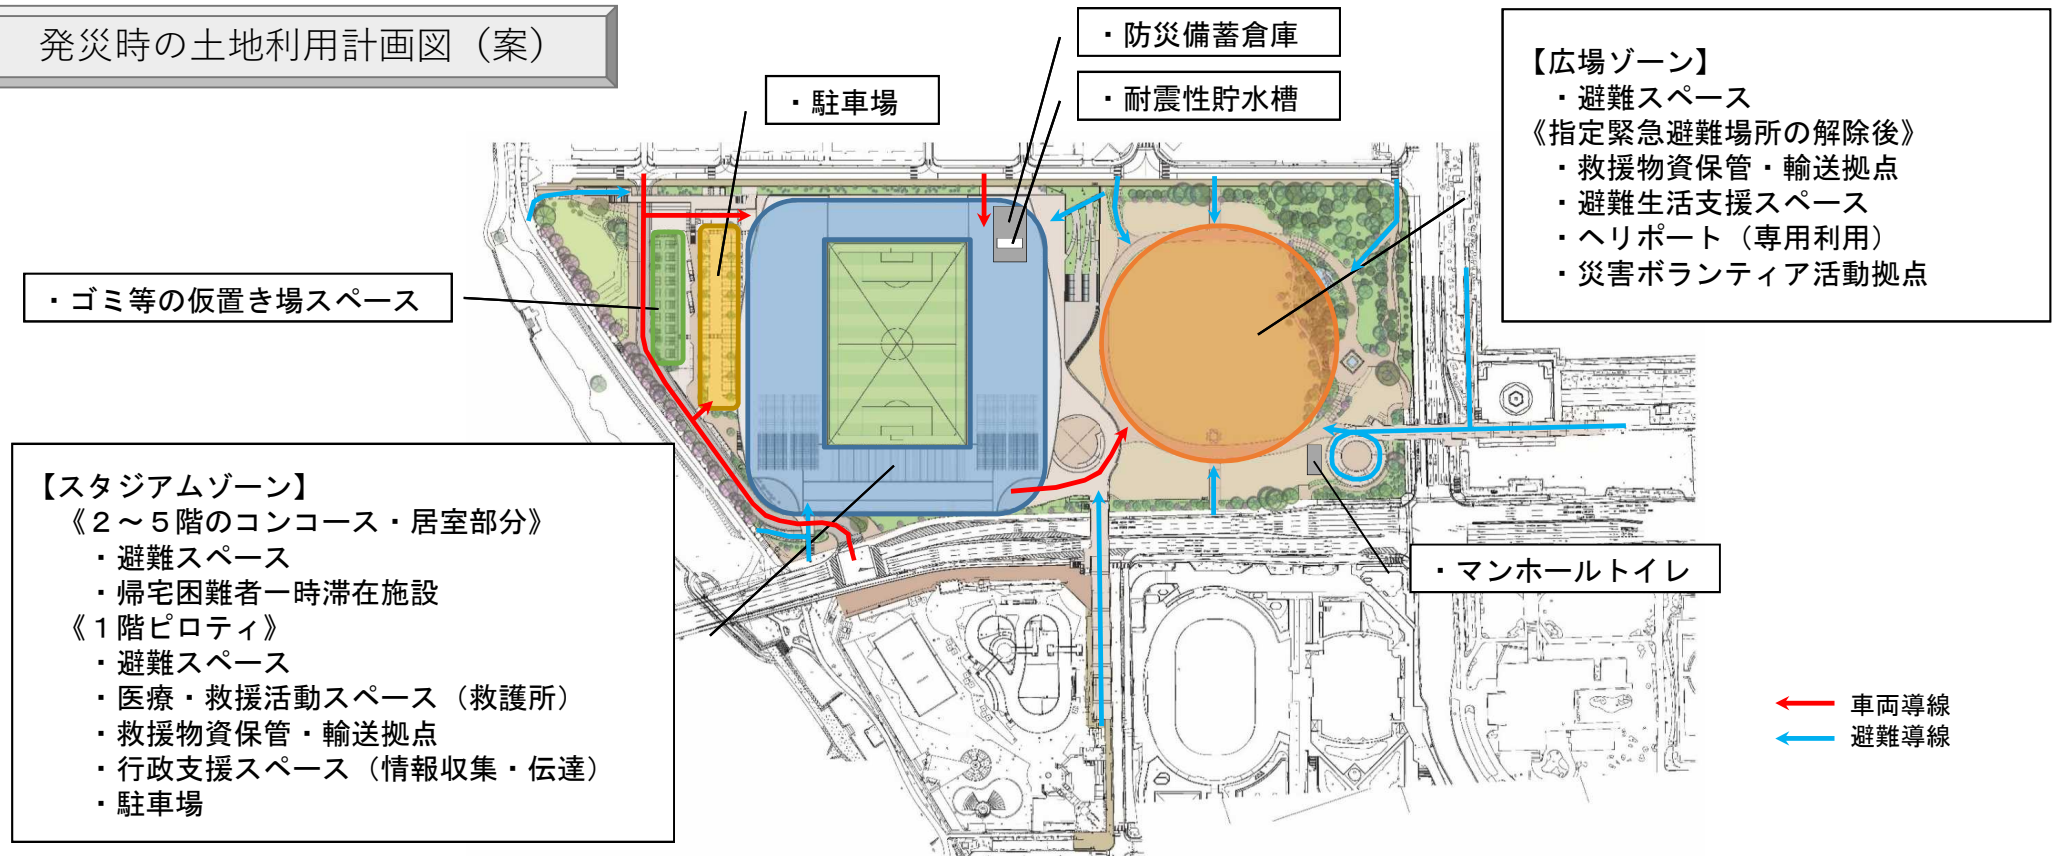 発災時の土地利用計画図（案）
・防災備蓄倉庫
・耐震性貯水槽
・駐車場
【広場ゾーン】
・避難スペース
《指定緊急避難場所の解除後》
・救援物資保管・輸送拠点
・避難生活支援スペース
・ヘリポート（専用利用）
・災害ボランティア活動拠点
・ゴミ等の仮置き場スペース
【スタジアムゾーン】
《２～５階のコンコース・居室部分》
・避難スペース
・帰宅困難者一時滞在施設
《１階ピロティ》
・避難スペース
・医療・救援活動スペース（救護所）
・救援物資保管・輸送拠点
・行政支援スペース（情報収集・伝達）
・駐車場
・マンホールトイレ
車両導線
避難導線